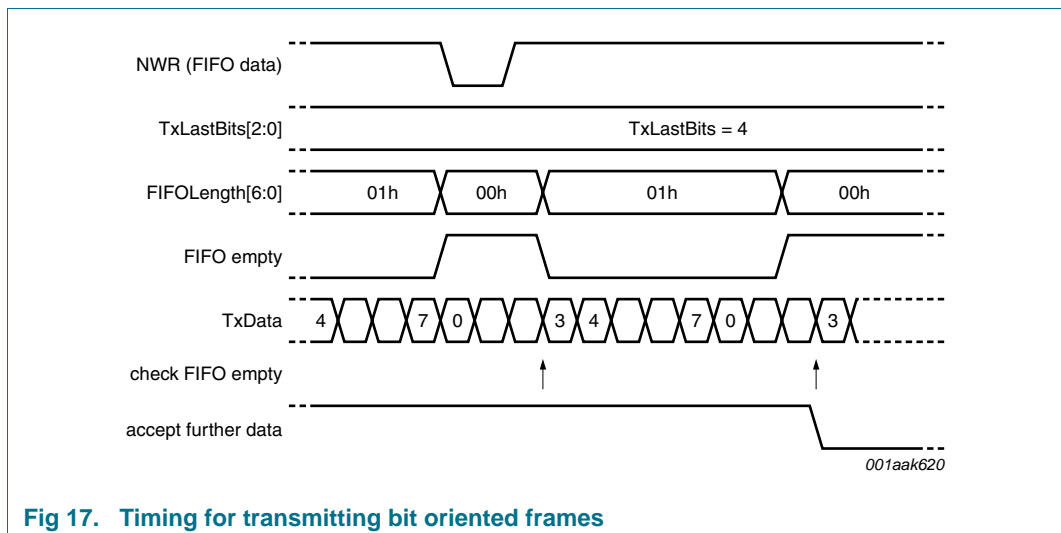 NWR (FIFO data)
TxLastBits[2:0]
TxLastBits = 4
FIFOLength[6:0]
01h
00h
01h
00h
FIFO empty
TxData
4
7
0
3
4
7
0
3
check FIFO empty
accept further data
001aak620
Fig 17. Timing for transmitting bit oriented frames